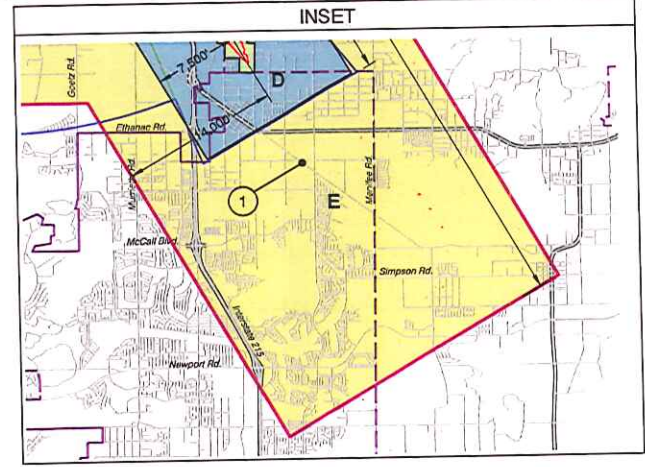 INSET
Goetz Rd.
7,500'
D
Ethanac Rd.
14,000'
Murrieta Rd.
1
E
Menifee Rd.
McCall Blvd.
Simpson Rd.
Interstate 215
Newport Rd.